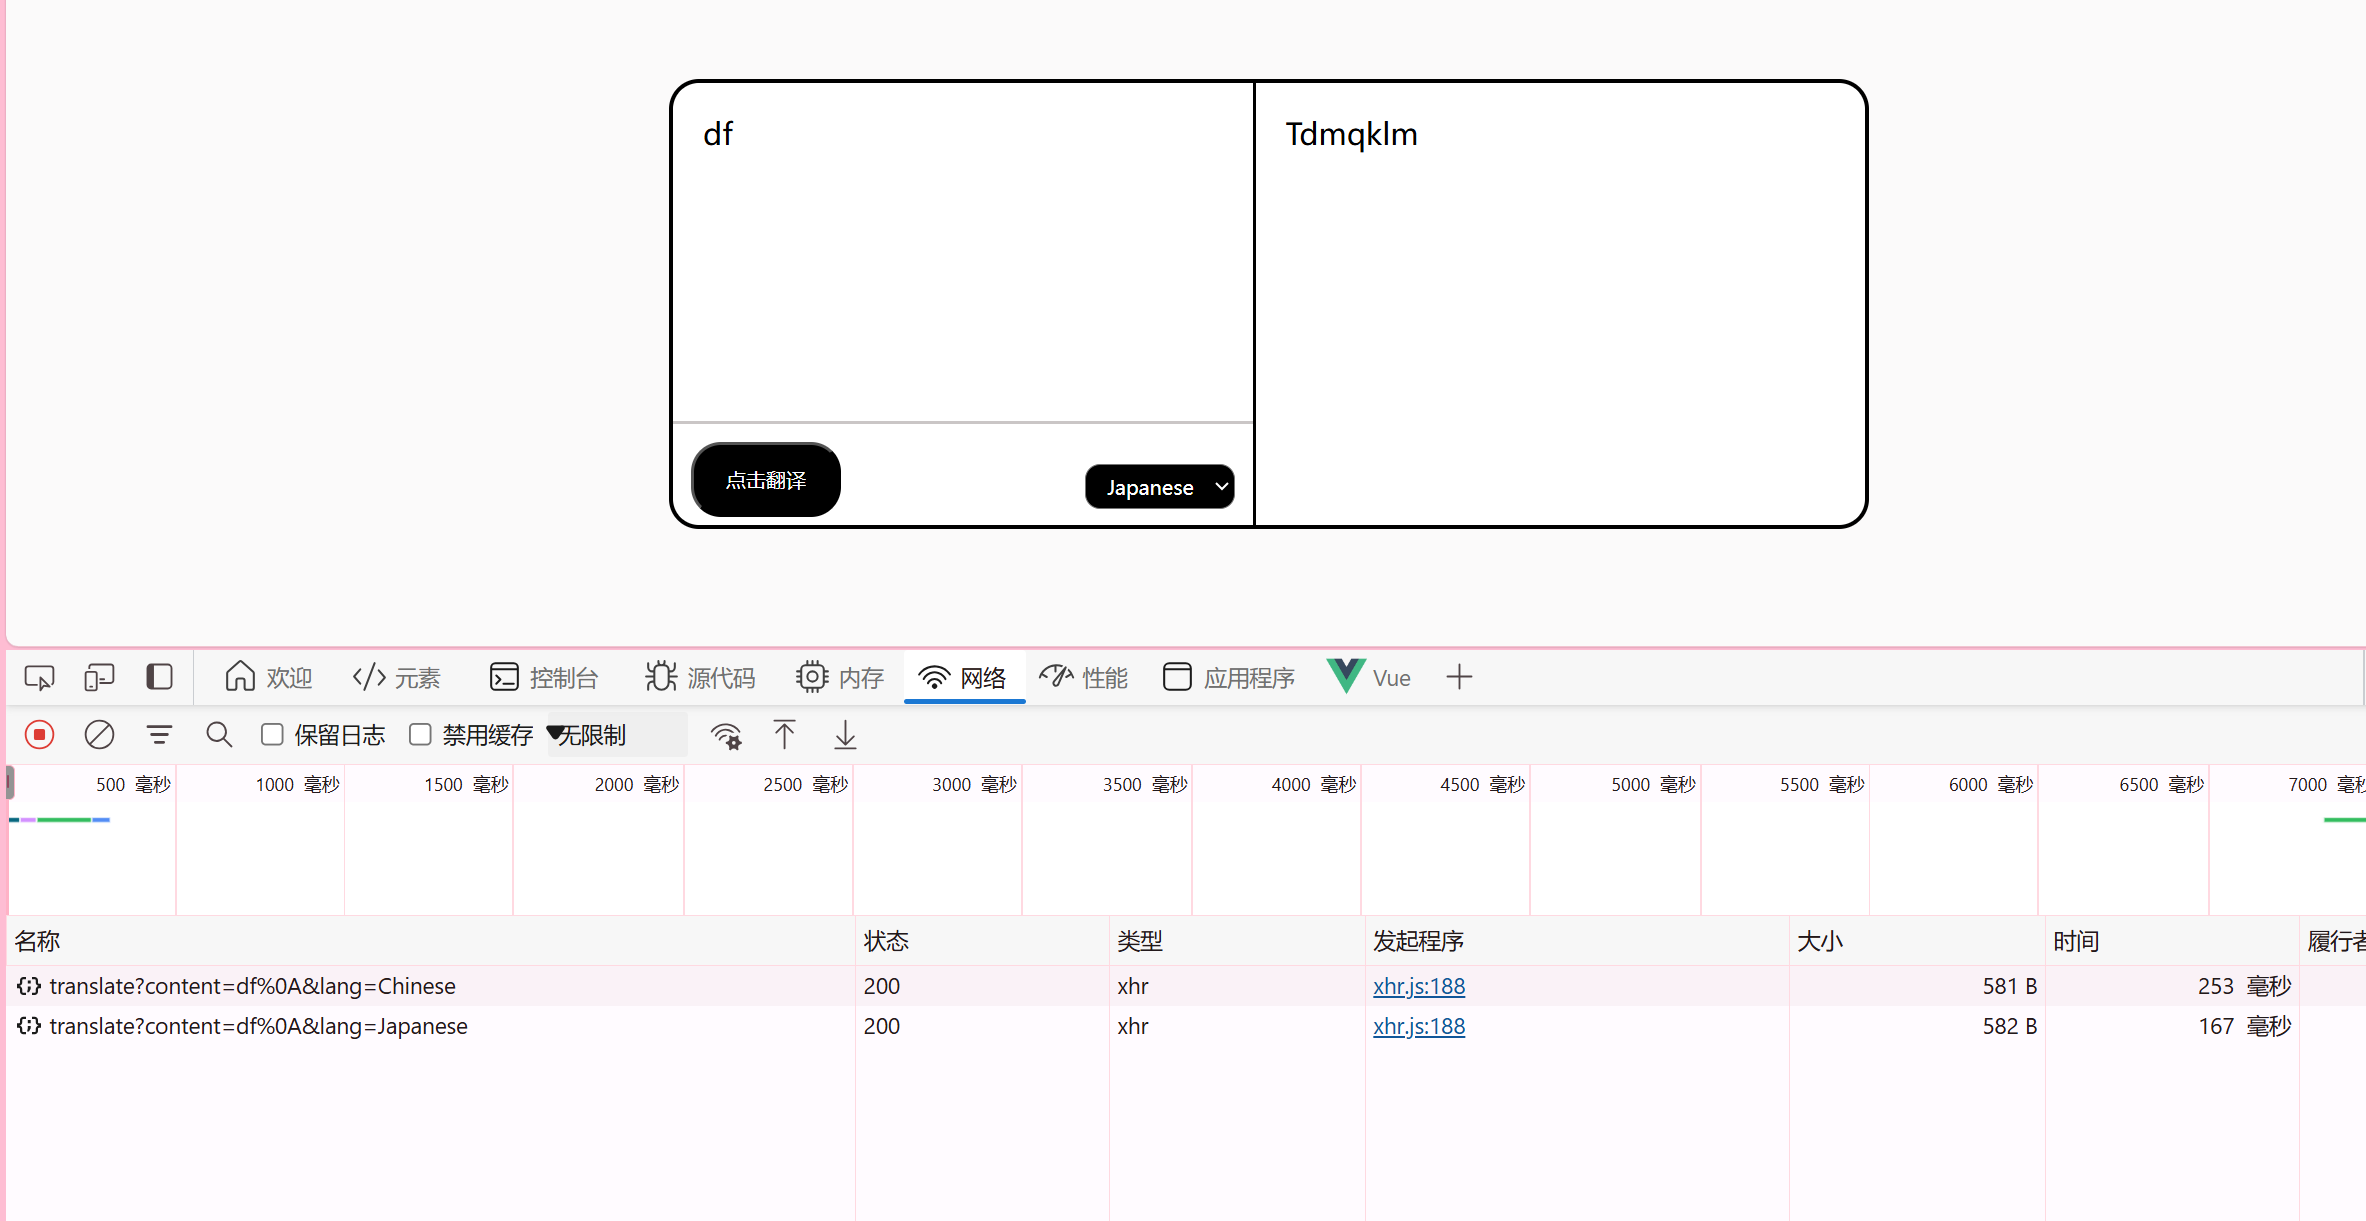 df
Tdmqklm
点击翻译
Japanese
欢迎
元素
控制台
源代码
内存
网络
性能
应用程序
Vue
保留日志
禁用缓存
无限制
500 毫秒
1000 毫秒
1500 毫秒
2000 毫秒
2500 毫秒
3000 毫秒
3500 毫秒
4000 毫秒
4500 毫秒
5000 毫秒
5500 毫秒
6000 毫秒
6500 毫秒
7000 毫秒
名称 状态 类型 发起程序 大小 时间 履行者
translate?content=df%0A&lang=Chinese 200 xhr xhr.js:188 581 B 253 毫秒
translate?content=df%0A&lang=Japanese 200 xhr xhr.js:188 582 B 167 毫秒